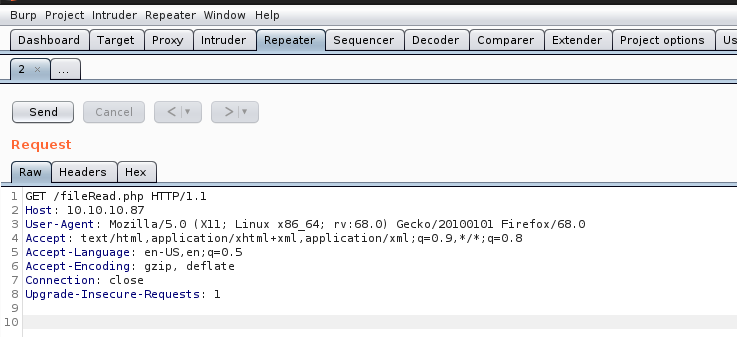 Burp Project Intruder Repeater Window Help
Dashboard Target Proxy Intruder Repeater Sequencer Decoder Comparer Extender Project options
2 × ...
Send Cancel < ▼ > ▼
Request
Raw Headers Hex
1 GET /fileRead.php HTTP/1.1
2 Host: 10.10.10.87
3 User-Agent: Mozilla/5.0 (X11; Linux x86_64; rv:68.0) Gecko/20100101 Firefox/68.0
4 Accept: text/html,application/xhtml+xml,application/xml;q=0.9,*/*;q=0.8
5 Accept-Language: en-US,en;q=0.5
6 Accept-Encoding: gzip, deflate
7 Connection: close
8 Upgrade-Insecure-Requests: 1
9
10